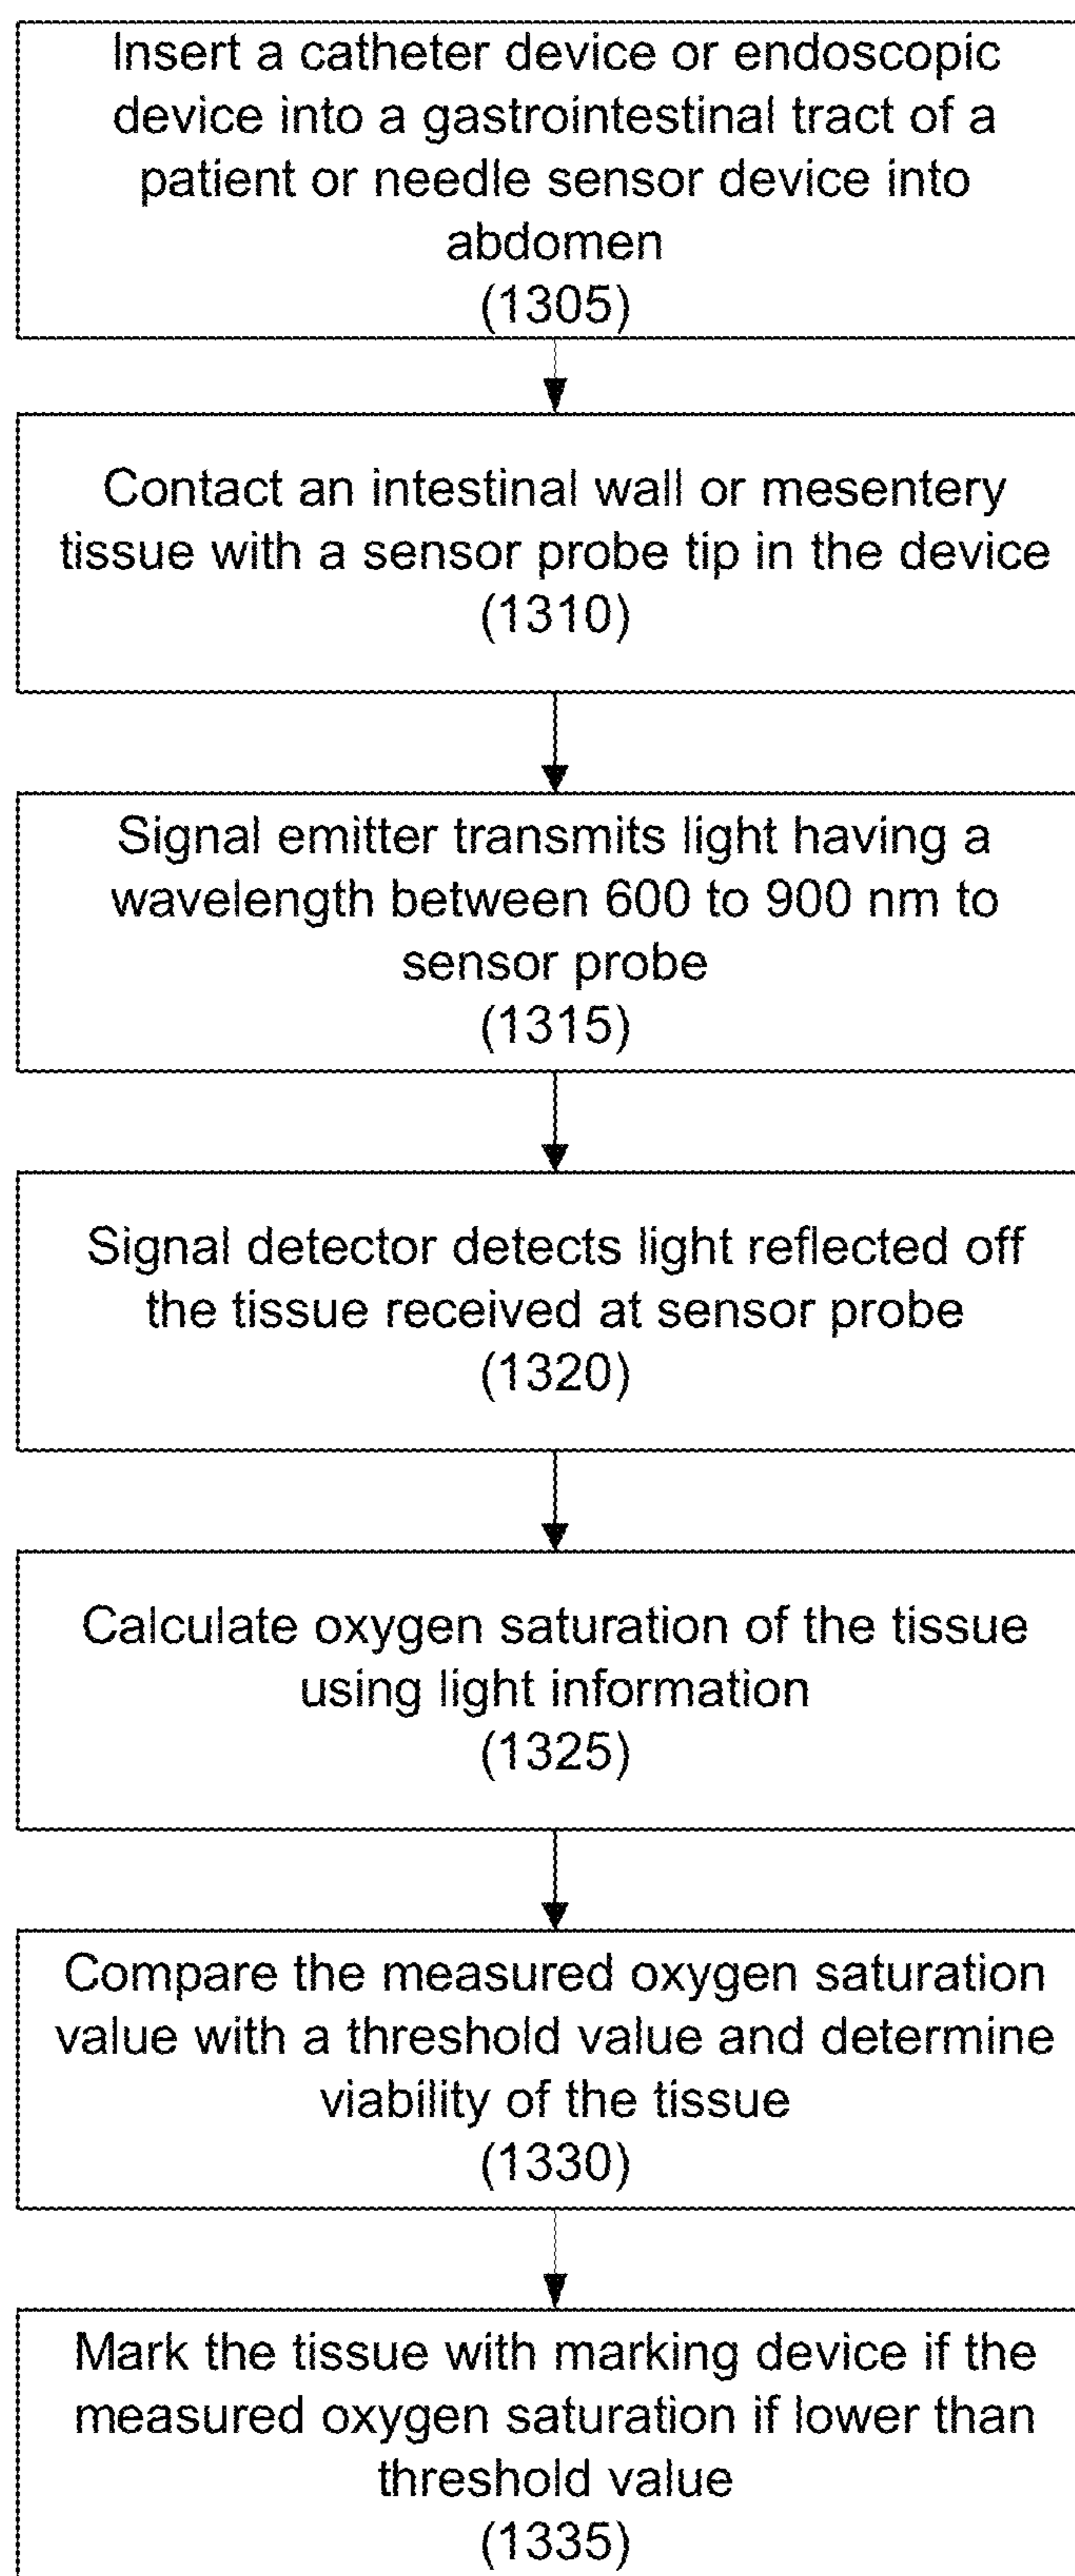 Insert a catheter device or endoscopic
device into a gastrointestinal tract of a
patient or needle sensor device into
abdomen
(1305)
Contact an intestinal wall or mesentery
tissue with a sensor probe tip in the device
(1310)
Signal emitter transmits light having a
wavelength between 600 to 900 nm to
sensor probe
(1315)
Signal detector detects light reflected off
the tissue received at sensor probe
(1320)
Calculate oxygen saturation of the tissue
using light information
(1325)
Compare the measured oxygen saturation
value with a threshold value and determine
viability of the tissue
(1330)
Mark the tissue with marking device if the
measured oxygen saturation if lower than
threshold value
(1335)